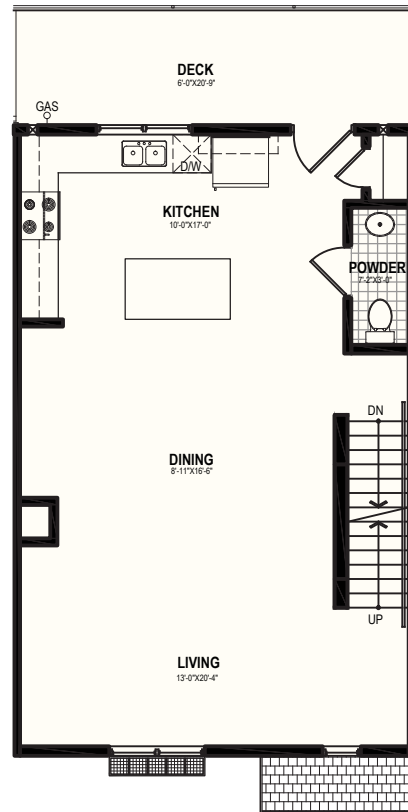 DECK
6'-0"X20'-9"
GAS
D/W
KITCHEN
10'-0"X17'-0"
POWDER
7'-2"X3'-0"
DN
DINING
8'-11"X16'-6"
UP
LIVING
13'-0"X20'-4"